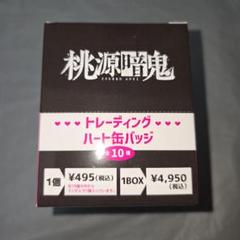 桃源暗鬼
TOUGEN ANKI
トレーディング
ハート缶バッジ
全10種
1個
¥495(税込)
1BOX
¥4,950
(税込)